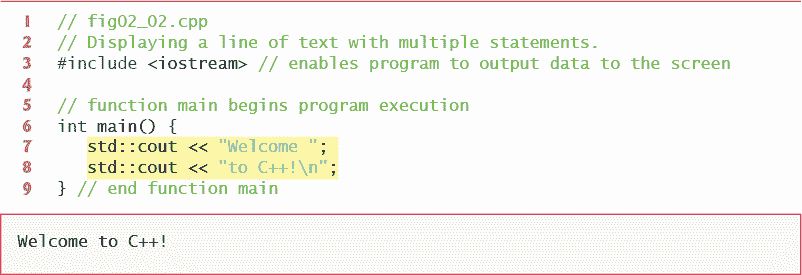 1 // fig02_02.cpp
2 // Displaying a line of text with multiple statements.
3 #include <iostream> // enables program to output data to the screen
4
5 // function main begins program execution
6 int main() {
7    std::cout << "Welcome ";
8    std::cout << "to C++!\n";
9 } // end function main
Welcome to C++!